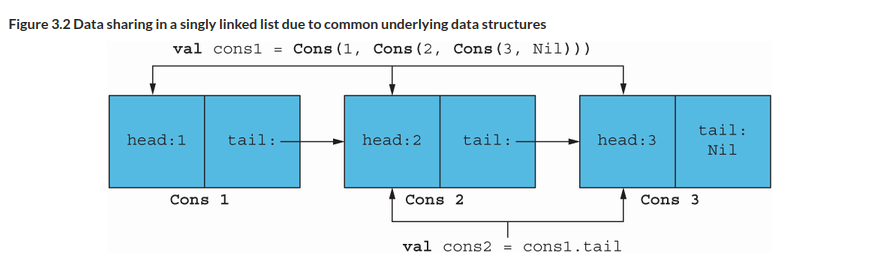 Figure 3.2 Data sharing in a singly linked list due to common underlying data structures
val cons1 = Cons(1, Cons(2, Cons(3, Nil)))
head:1 tail: head:2 tail: head:3 tail:
Nil
Cons 1 Cons 2 Cons 3
val cons2 = cons1.tail